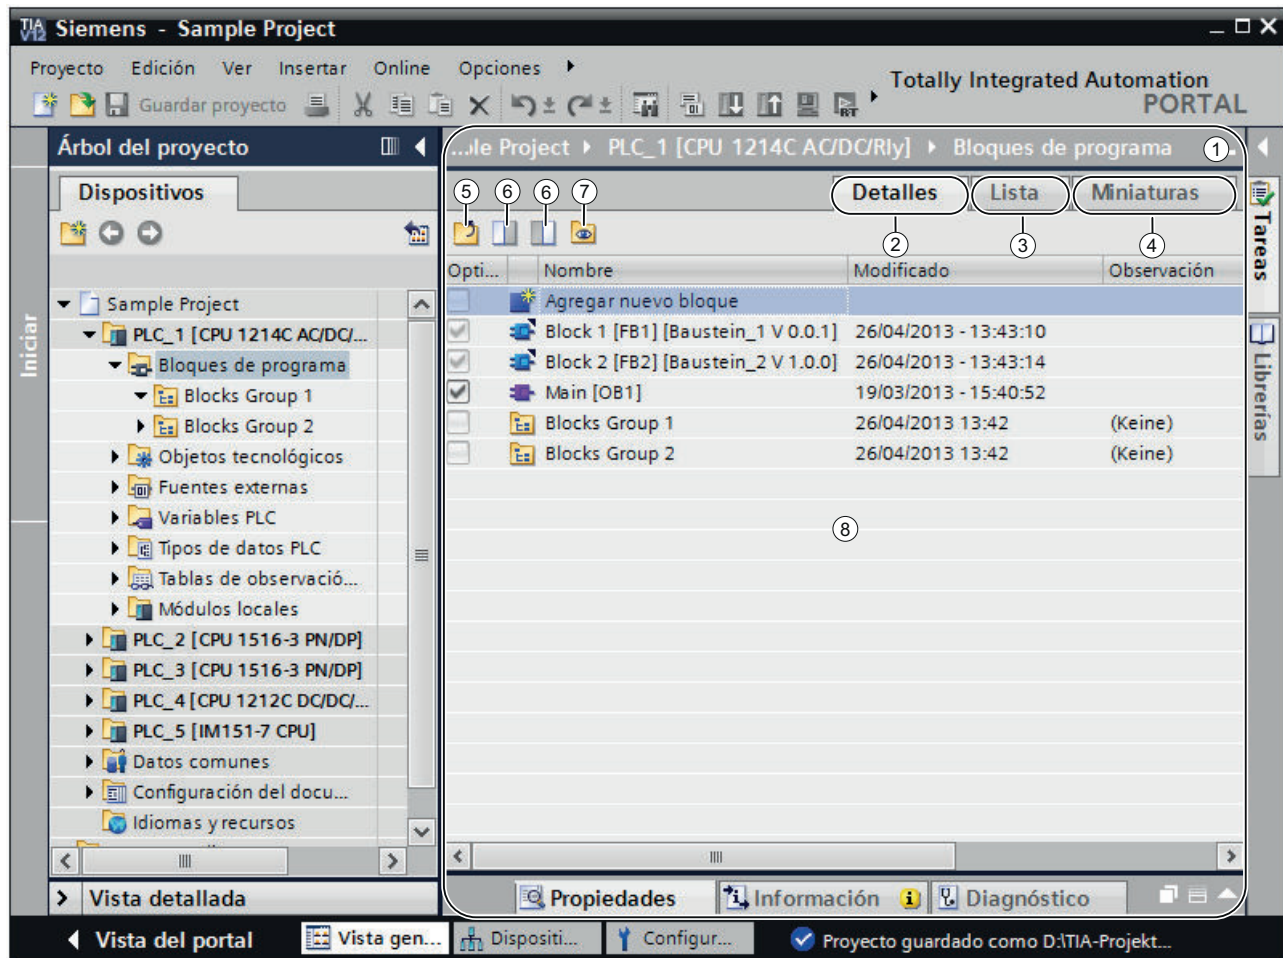 TIA V12 Siemens - Sample Project
Proyecto Edición Ver Insertar Online Opciones
Totally Integrated Automation
PORTAL
Guardar proyecto
RT
Árbol del proyecto
...le Project PLC_1 [CPU 1214C AC/DC/Rly] Bloques de programa 1
Dispositivos
5 6 6 7
Detalles Lista Miniaturas
2 3 4
Opti... Nombre Modificado Observación
Agregar nuevo bloque
Block 1 [FB1] [Baustein_1 V 0.0.1] 26/04/2013 - 13:43:10
Block 2 [FB2] [Baustein_2 V 1.0.0] 26/04/2013 - 13:43:14
Main [OB1] 19/03/2013 - 15:40:52
Blocks Group 1 26/04/2013 13:42 (Keine)
Blocks Group 2 26/04/2013 13:42 (Keine)
8
Iniciar
Sample Project
PLC_1 [CPU 1214C AC/DC/...
Bloques de programa
Blocks Group 1
Blocks Group 2
Objetos tecnológicos
Fuentes externas
Variables PLC
Tipos de datos PLC
Tablas de observació...
Módulos locales
PLC_2 [CPU 1516-3 PN/DP]
PLC_3 [CPU 1516-3 PN/DP]
PLC_4 [CPU 1212C DC/DC/...
PLC_5 [IM151-7 CPU]
Datos comunes
Configuración del docu...
Idiomas y recursos
Tareas
Librerías
Vista detallada
Propiedades Información Diagnóstico
Vista del portal Vista gen... Dispositi... Configur... Proyecto guardado como D:\TIA-Projekt...